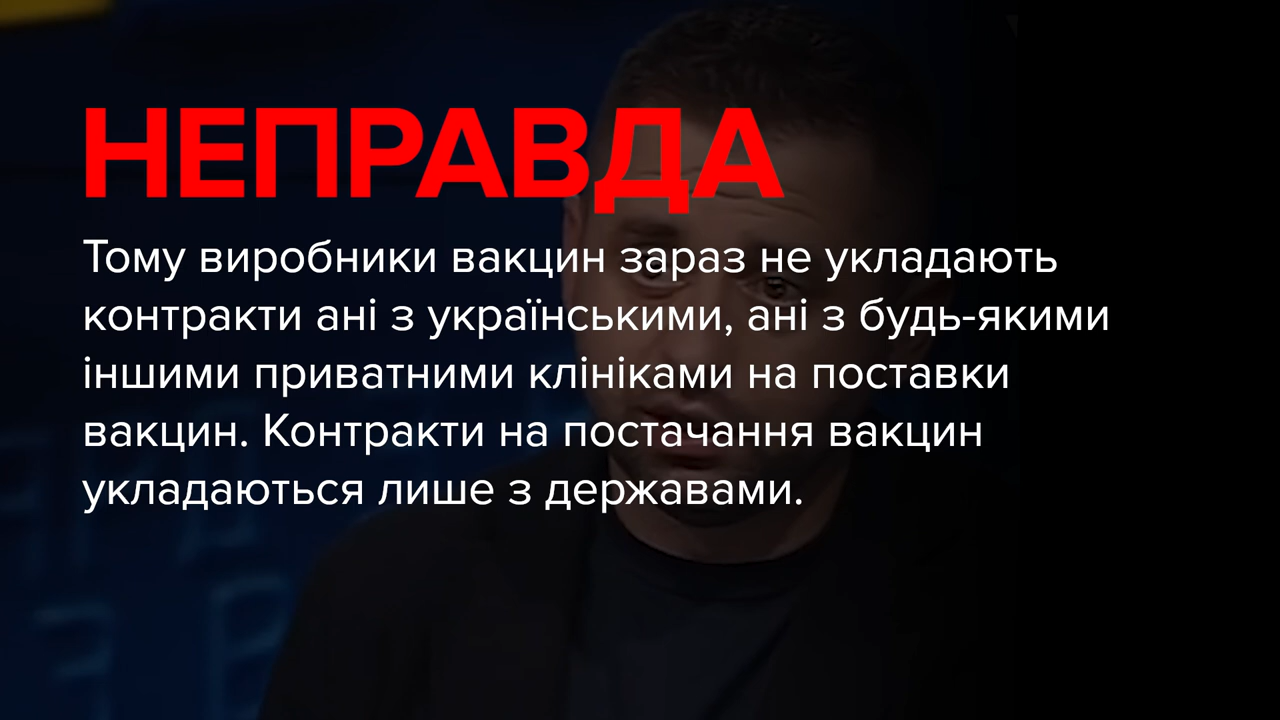 НЕПРАВДА
Тому виробники вакцин зараз не укладають
контракти ані з українськими, ані з будь-якими
іншими приватними клініками на поставки
вакцин. Контракти на постачання вакцин
укладаються лише з державами.